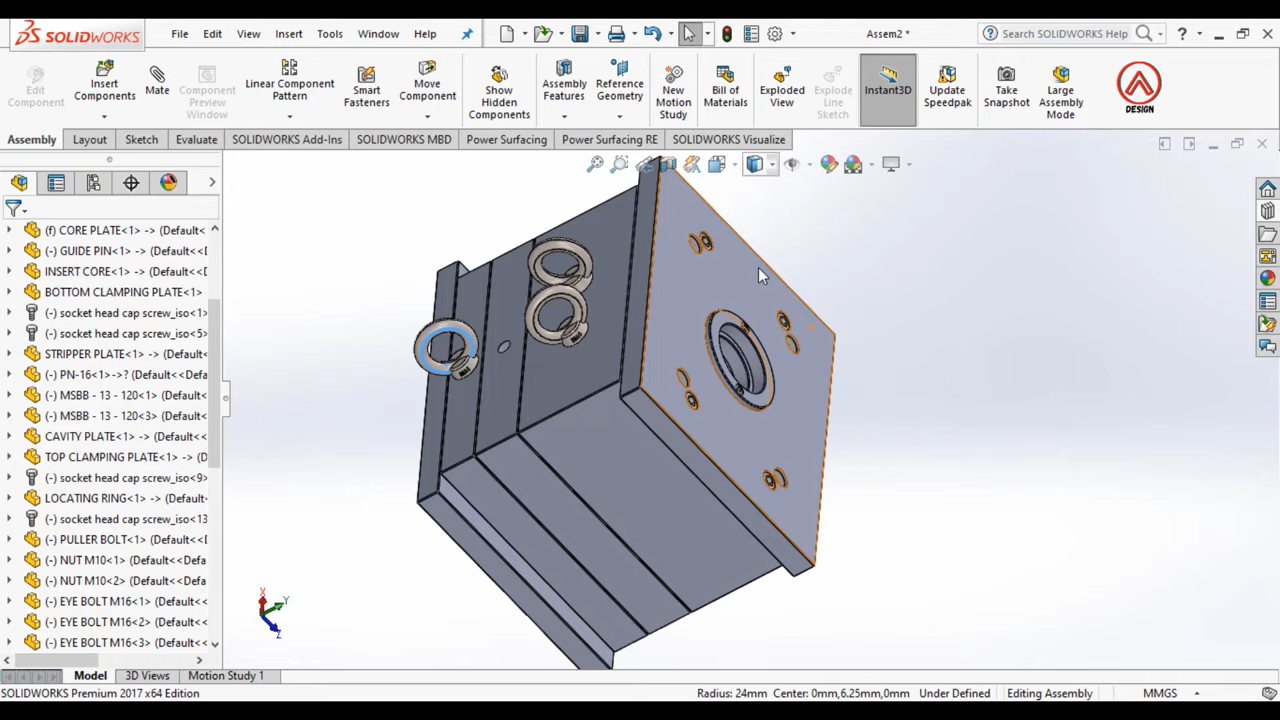 SOLIDWORKS
File Edit View Insert Tools Window Help
Assem2 *
Search SOLIDWORKS Help
?
Edit Component
Insert Components
Mate
Component Preview Window
Linear Component Pattern
Smart Fasteners
Move Component
Show Hidden Components
Assembly Features
Reference Geometry
New Motion Study
Bill of Materials
Exploded View
Explode Line Sketch
Instant3D
Update Speedpak
Take Snapshot
Large Assembly Mode
DESIGN
Assembly Layout Sketch Evaluate SOLIDWORKS Add-Ins SOLIDWORKS MBD Power Surfacing Power Surfacing RE SOLIDWORKS Visualize
(f) CORE PLATE<1> -> (Default<
(-) GUIDE PIN<1> -> (Default<<D
INSERT CORE<1> -> (Default<<D
BOTTOM CLAMPING PLATE<1>
(-) socket head cap screw_iso<1>
(-) socket head cap screw_iso<5>
STRIPPER PLATE<1> -> (Default<
(-) PN-16<1>->? (Default<<Defa
(-) MSBB - 13 - 120<1> (Default<
(-) MSBB - 13 - 120<3> (Default<
CAVITY PLATE<1> -> (Default<<
TOP CLAMPING PLATE<1> -> (D
(-) socket head cap screw_iso<9>
LOCATING RING<1> -> (Default<
(-) socket head cap screw_iso<13
(-) PULLER BOLT<1> (Default<<D
(-) NUT M10<1> (Default<<Defa
(-) NUT M10<2> (Default<<Defa
(-) EYE BOLT M16<1> (Default<<
(-) EYE BOLT M16<2> (Default<<
(-) EYE BOLT M16<3> (Default<<
X
Y
Z
Model 3D Views Motion Study 1
SOLIDWORKS Premium 2017 x64 Edition
Radius: 24mm Center: 0mm,6.25mm,0mm Under Defined Editing Assembly MMGS